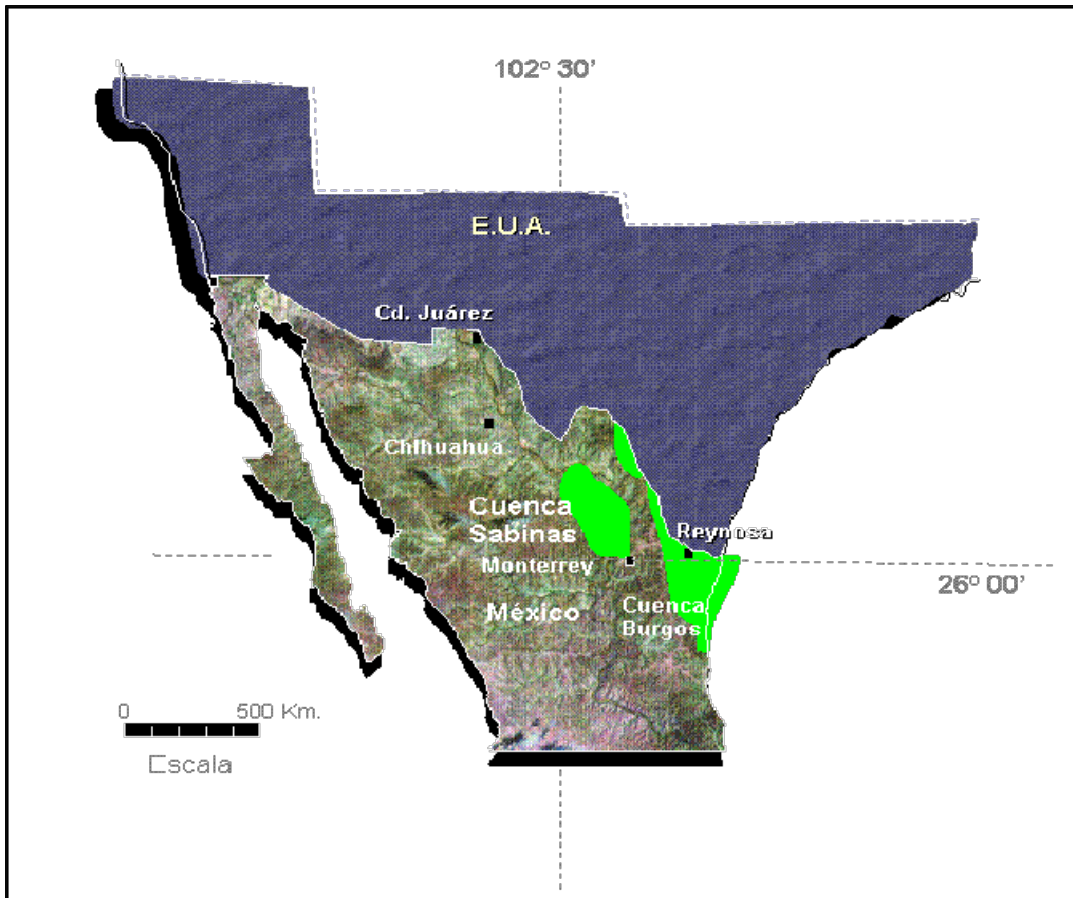 102° 30'
E.U.A.
Cd. Juárez
Chihuahua
Cuenca
Sabinas
Reynosa
Monterrey
26° 00'
México
Cuenca
Burgos
0 500 Km.
Escala